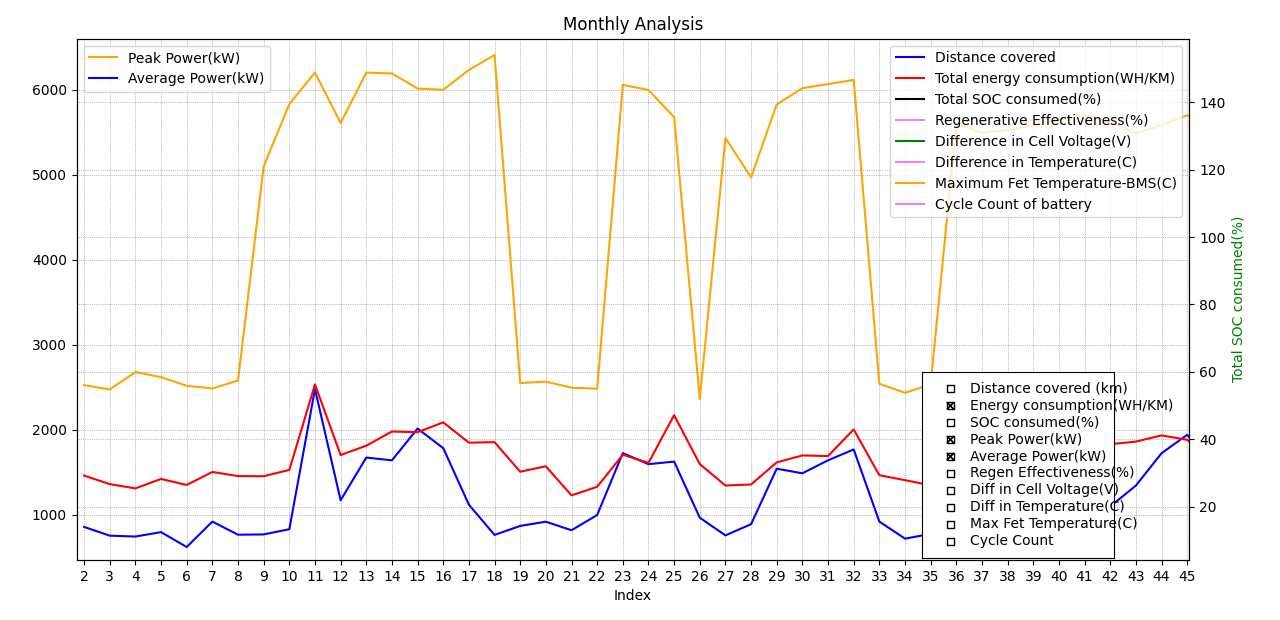 Monthly Analysis
Peak Power(kW)
Average Power(kW)
Distance covered
Total energy consumption(WH/KM)
Total SOC consumed(%)
Regenerative Effectiveness(%)
Difference in Cell Voltage(V)
Difference in Temperature(C)
Maximum Fet Temperature-BMS(C)
Cycle Count of battery
6000
5000
4000
3000
2000
1000
140
120
100
80
60
40
20
Total SOC consumed(%)
Distance covered (km)
Energy consumption(WH/KM)
SOC consumed(%)
Peak Power(kW)
Average Power(kW)
Regen Effectiveness(%)
Diff in Cell Voltage(V)
Diff in Temperature(C)
Max Fet Temperature(C)
Cycle Count
2 3 4 5 6 7 8 9 10 11 12 13 14 15 16 17 18 19 20 21 22 23 24 25 26 27 28 29 30 31 32 33 34 35 36 37 38 39 40 41 42 43 44 45
Index